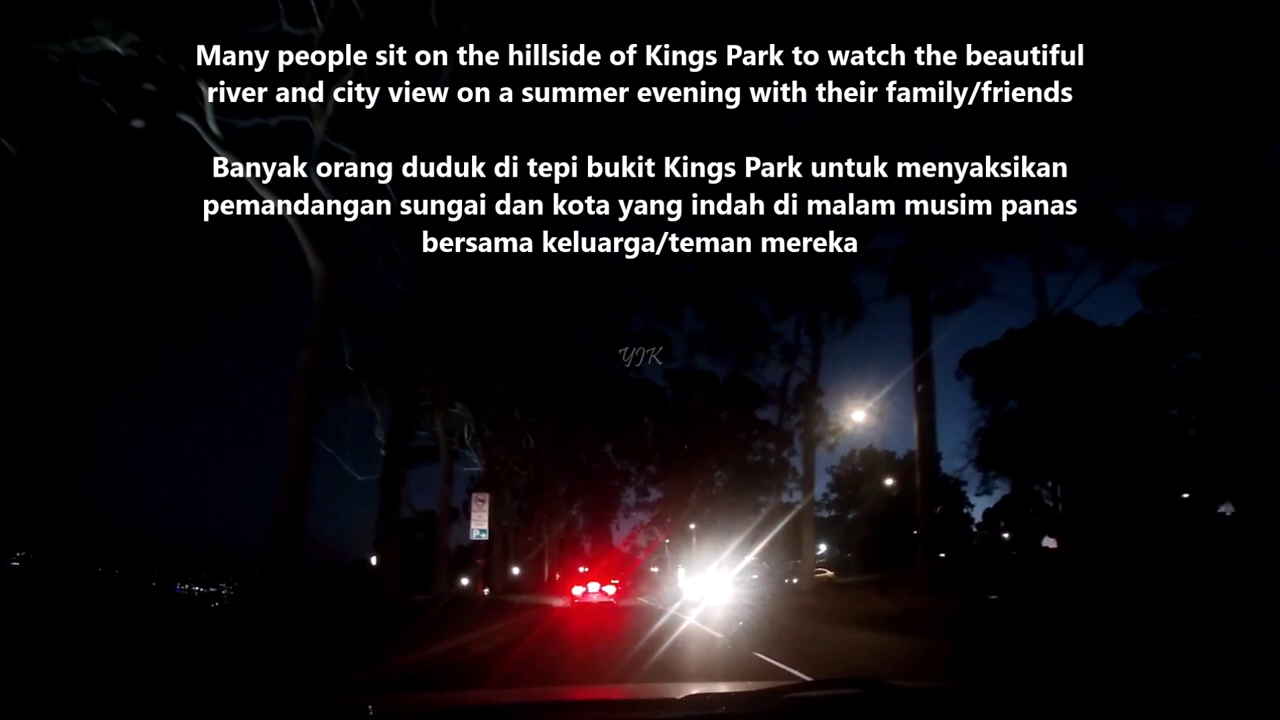 Many people sit on the hillside of Kings Park to watch the beautiful
river and city view on a summer evening with their family/friends
Banyak orang duduk di tepi bukit Kings Park untuk menyaksikan
pemandangan sungai dan kota yang indah di malam musim panas
bersama keluarga/teman mereka
YJK